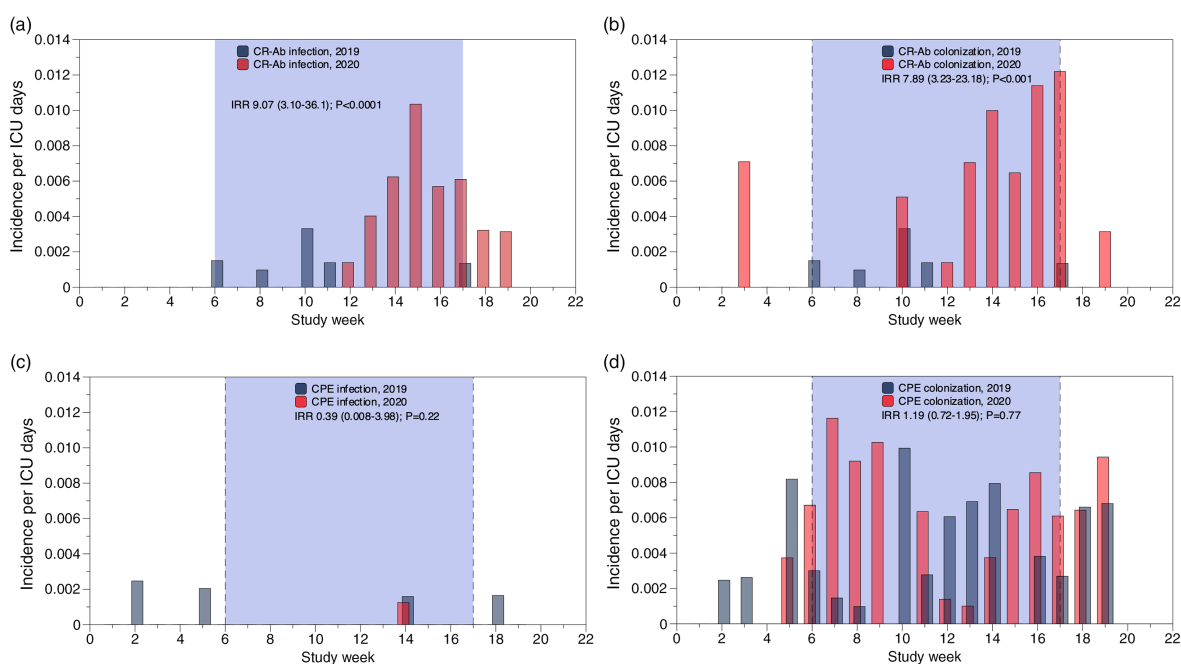 (a)
0.014
0.012
0.010
0.008
0.006
0.004
0.002
0
Incidence per ICU days
CR-Ab infection, 2019
CR-Ab infection, 2020
IRR 9.07 (3.10-36.1); P<0.0001
0 2 4 6 8 10 12 14 16 18 20 22
Study week
(b)
0.014
0.012
0.010
0.008
0.006
0.004
0.002
0
Incidence per ICU days
CR-Ab colonization, 2019
CR-Ab colonization, 2020
IRR 7.89 (3.23-23.18); P<0.001
0 2 4 6 8 10 12 14 16 18 20 22
Study week
(c)
0.014
0.012
0.010
0.008
0.006
0.004
0.002
0
Incidence per ICU days
CPE infection, 2019
CPE infection, 2020
IRR 0.39 (0.008-3.98); P=0.22
0 2 4 6 8 10 12 14 16 18 20 22
Study week
(d)
0.014
0.012
0.010
0.008
0.006
0.004
0.002
0
Incidence per ICU days
CPE colonization, 2019
CPE colonization, 2020
IRR 1.19 (0.72-1.95); P=0.77
0 2 4 6 8 10 12 14 16 18 20 22
Study week